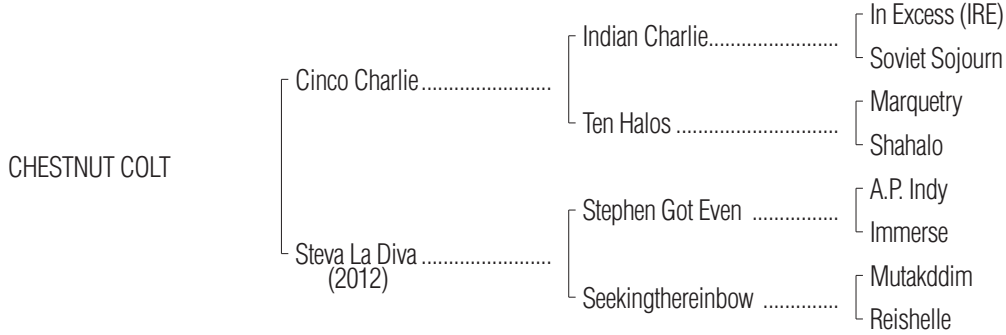 In Excess (IRE)
Indian Charlie..........................
Soviet Sojourn
Cinco Charlie..........................
Marquetry
Ten Halos................................
Shahalo
CHESTNUT COLT
A.P. Indy
Stephen Got Even .................
Immerse
Steva La Diva..........................
(2012)
Mutakddim
Seekingthereinbow ...............
Reishelle